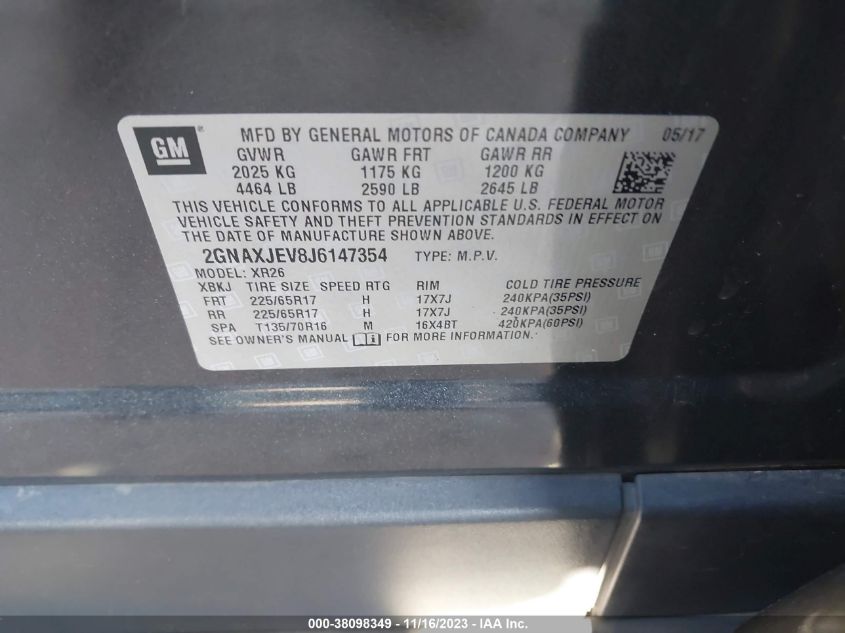 GM MFD BY GENERAL MOTORS OF CANADA COMPANY 05/17
GVWR GAWR FRT GAWR RR
2025 KG 1175 KG 1200 KG
4464 LB 2590 LB 2645 LB
THIS VEHICLE CONFORMS TO ALL APPLICABLE U.S. FEDERAL MOTOR
VEHICLE SAFETY AND THEFT PREVENTION STANDARDS IN EFFECT ON
THE DATE OF MANUFACTURE SHOWN ABOVE.
2GNAXJEV8J6147354 TYPE: M.P.V.
MODEL: XR26
XBKJ TIRE SIZE SPEED RTG RIM COLD TIRE PRESSURE
FRT 225/65R17 H 17X7J 240KPA(35PSI)
RR 225/65R17 H 17X7J 240KPA(35PSI)
SPA T135/70R16 M 16X4BT 420KPA(60PSI)
SEE OWNER'S MANUAL FOR MORE INFORMATION.
000-38098349 - 11/16/2023 - IAA Inc.